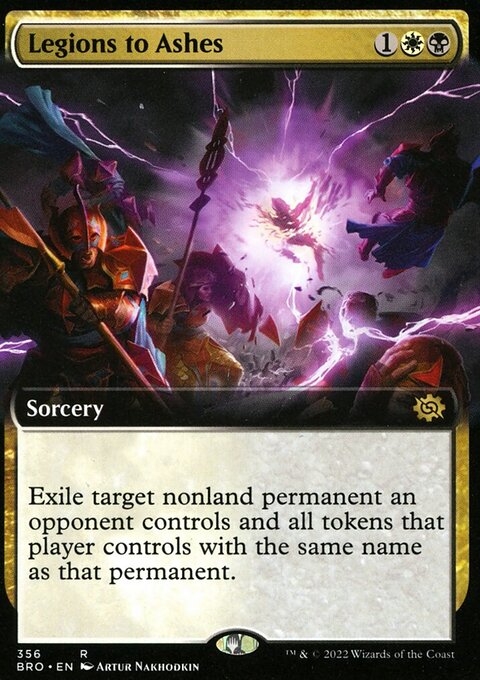 Legions to Ashes 1
Sorcery
Exile target nonland permanent an
opponent controls and all tokens that
player controls with the same name
as that permanent.
356 R
BRO • EN Artur Nakhodkin
™ & © 2022 Wizards of the Coast